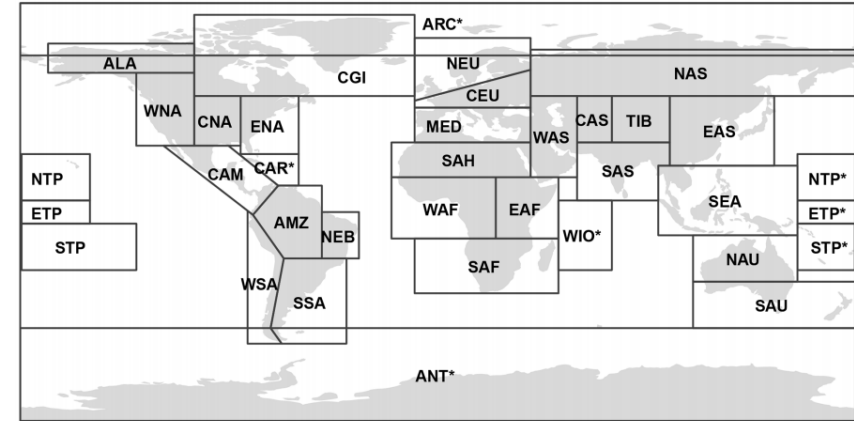 ARC*
ALA
CGI
NEU
NAS
CEU
WNA
CNA
ENA
MED
WAS
CAS
TIB
EAS
CAM
CAR*
SAH
SAS
NTP
NTP*
ETP
AMZ
NEB
WAF
EAF
WIO*
SEA
ETP*
STP
STP*
WSA
SSA
SAF
NAU
SAU
ANT*